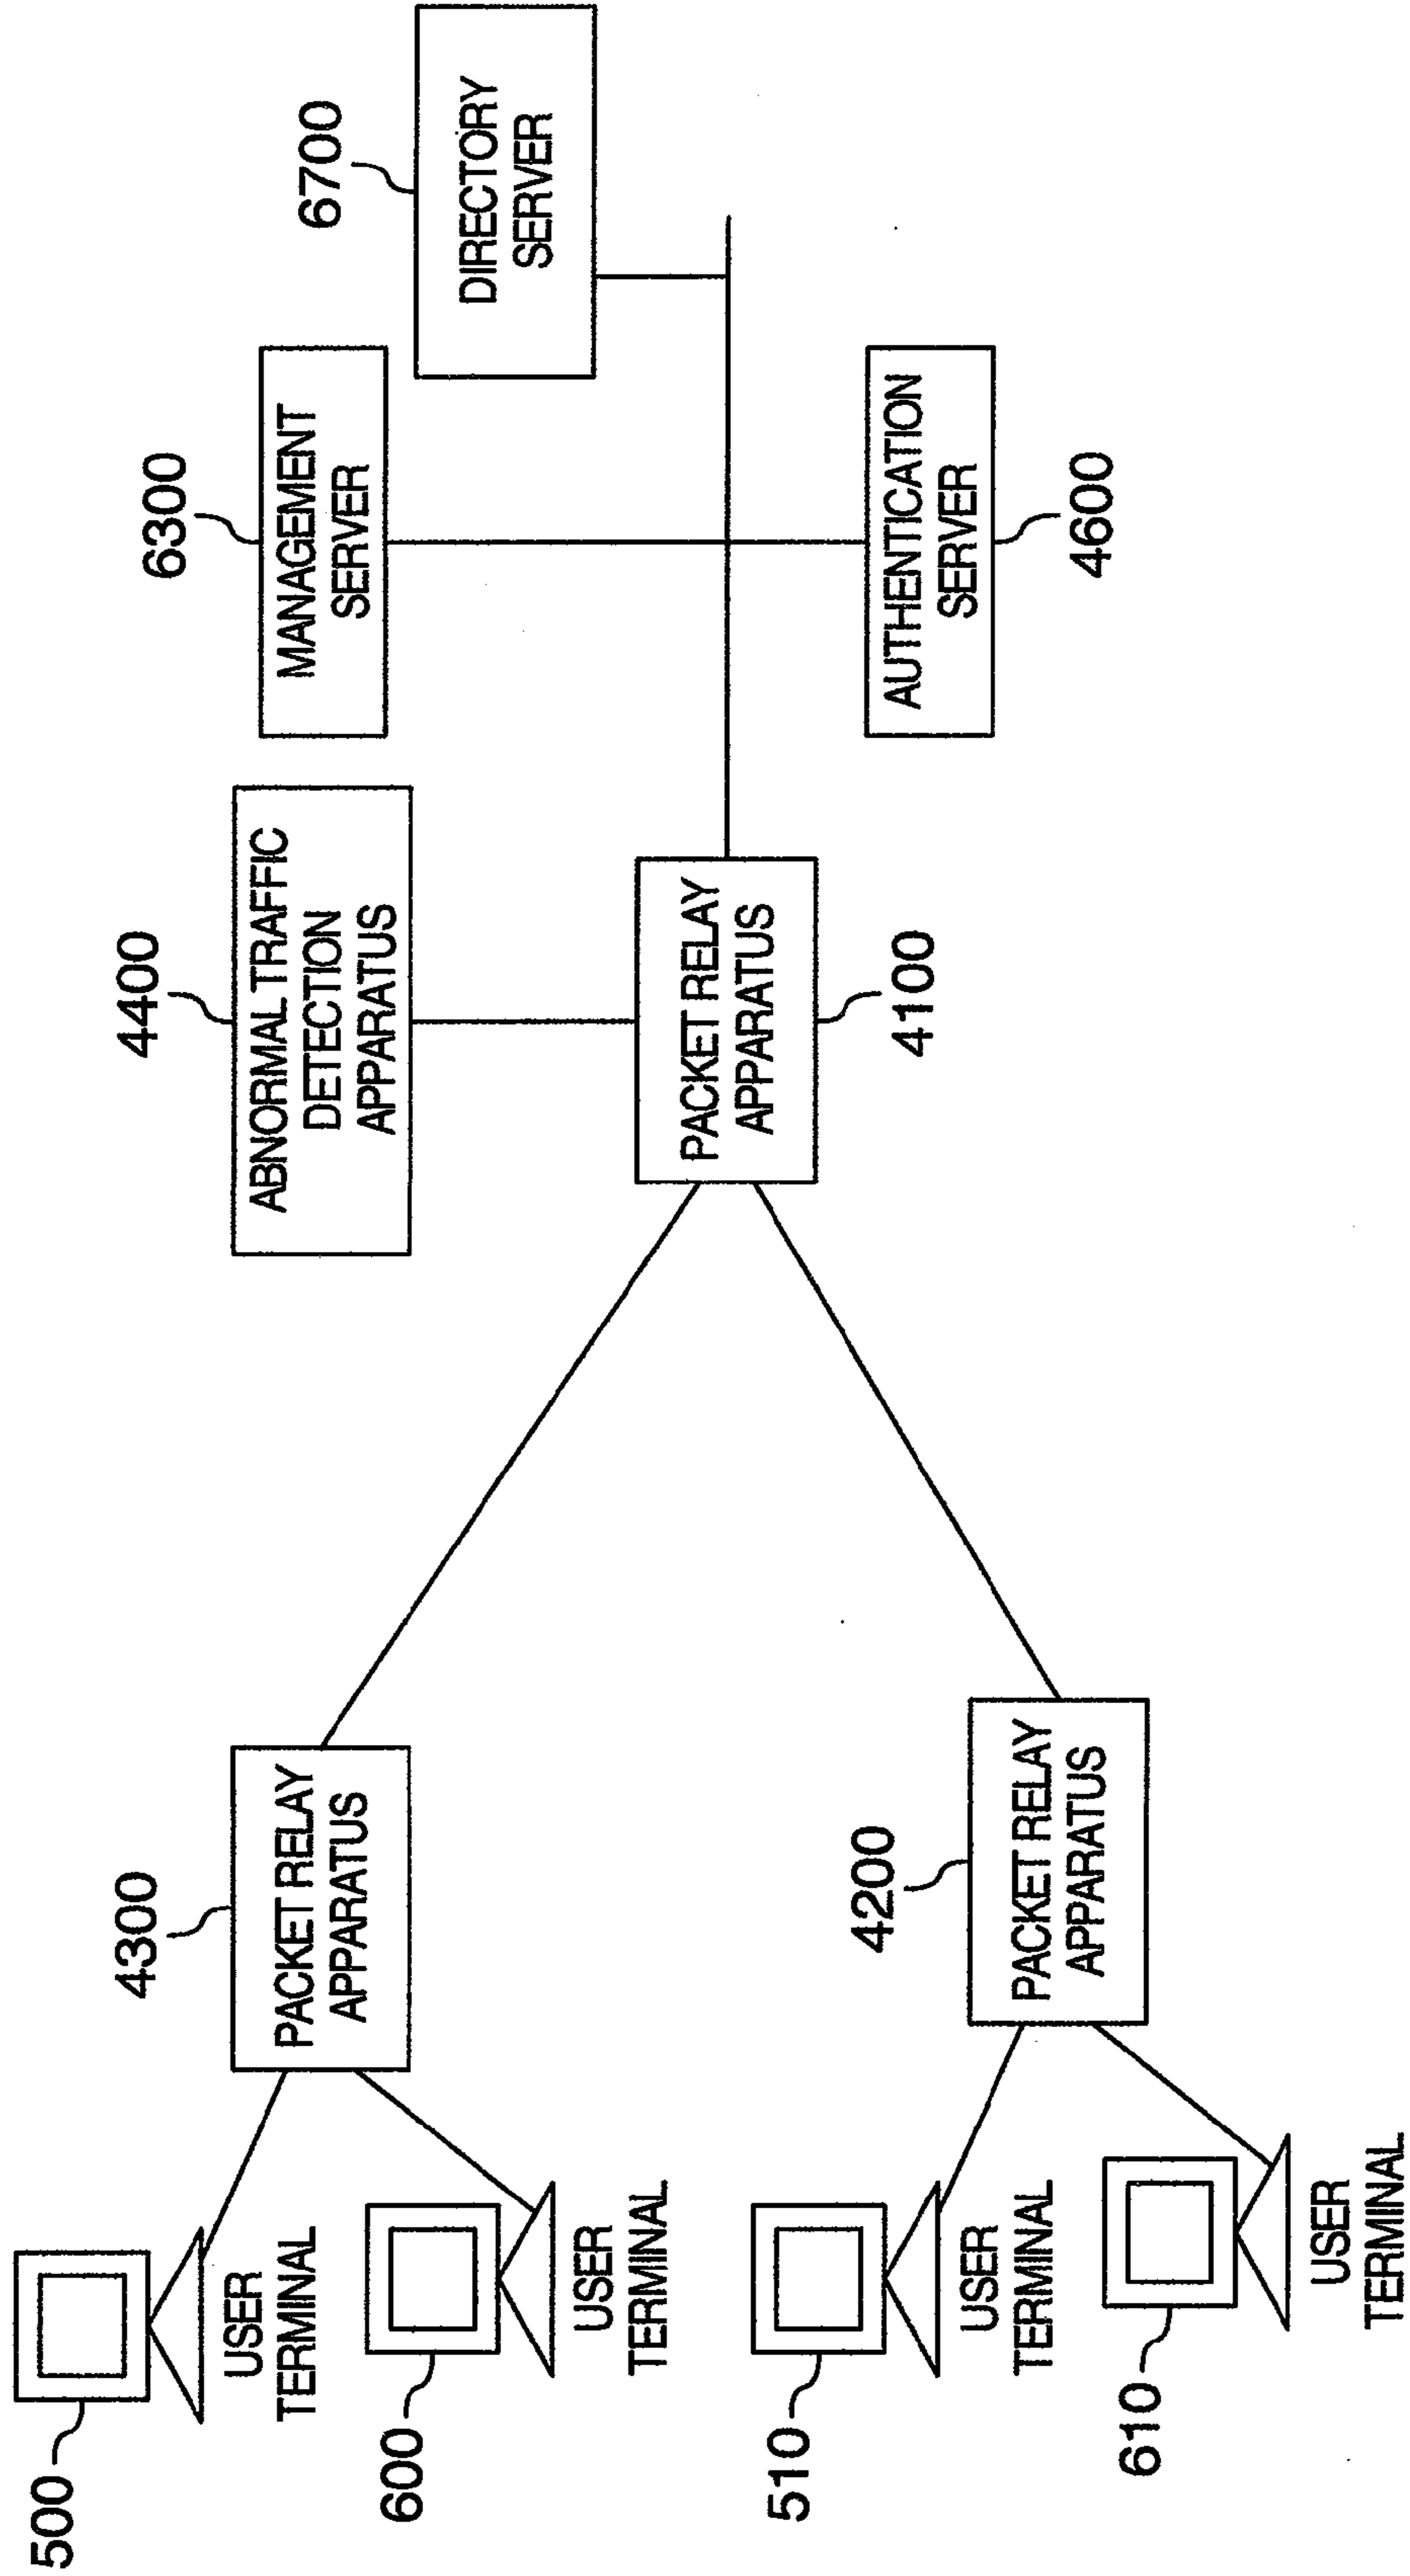 500
USER
TERMINAL
600
USER
TERMINAL
510
USER
TERMINAL
610
USER
TERMINAL
4300
PACKET RELAY
APPARATUS
4200
PACKET RELAY
APPARATUS
4400
ABNORMAL TRAFFIC
DETECTION
APPARATUS
PACKET RELAY
APPARATUS
4100
6300
MANAGEMENT
SERVER
AUTHENTICATION
SERVER
4600
6700
DIRECTORY
SERVER